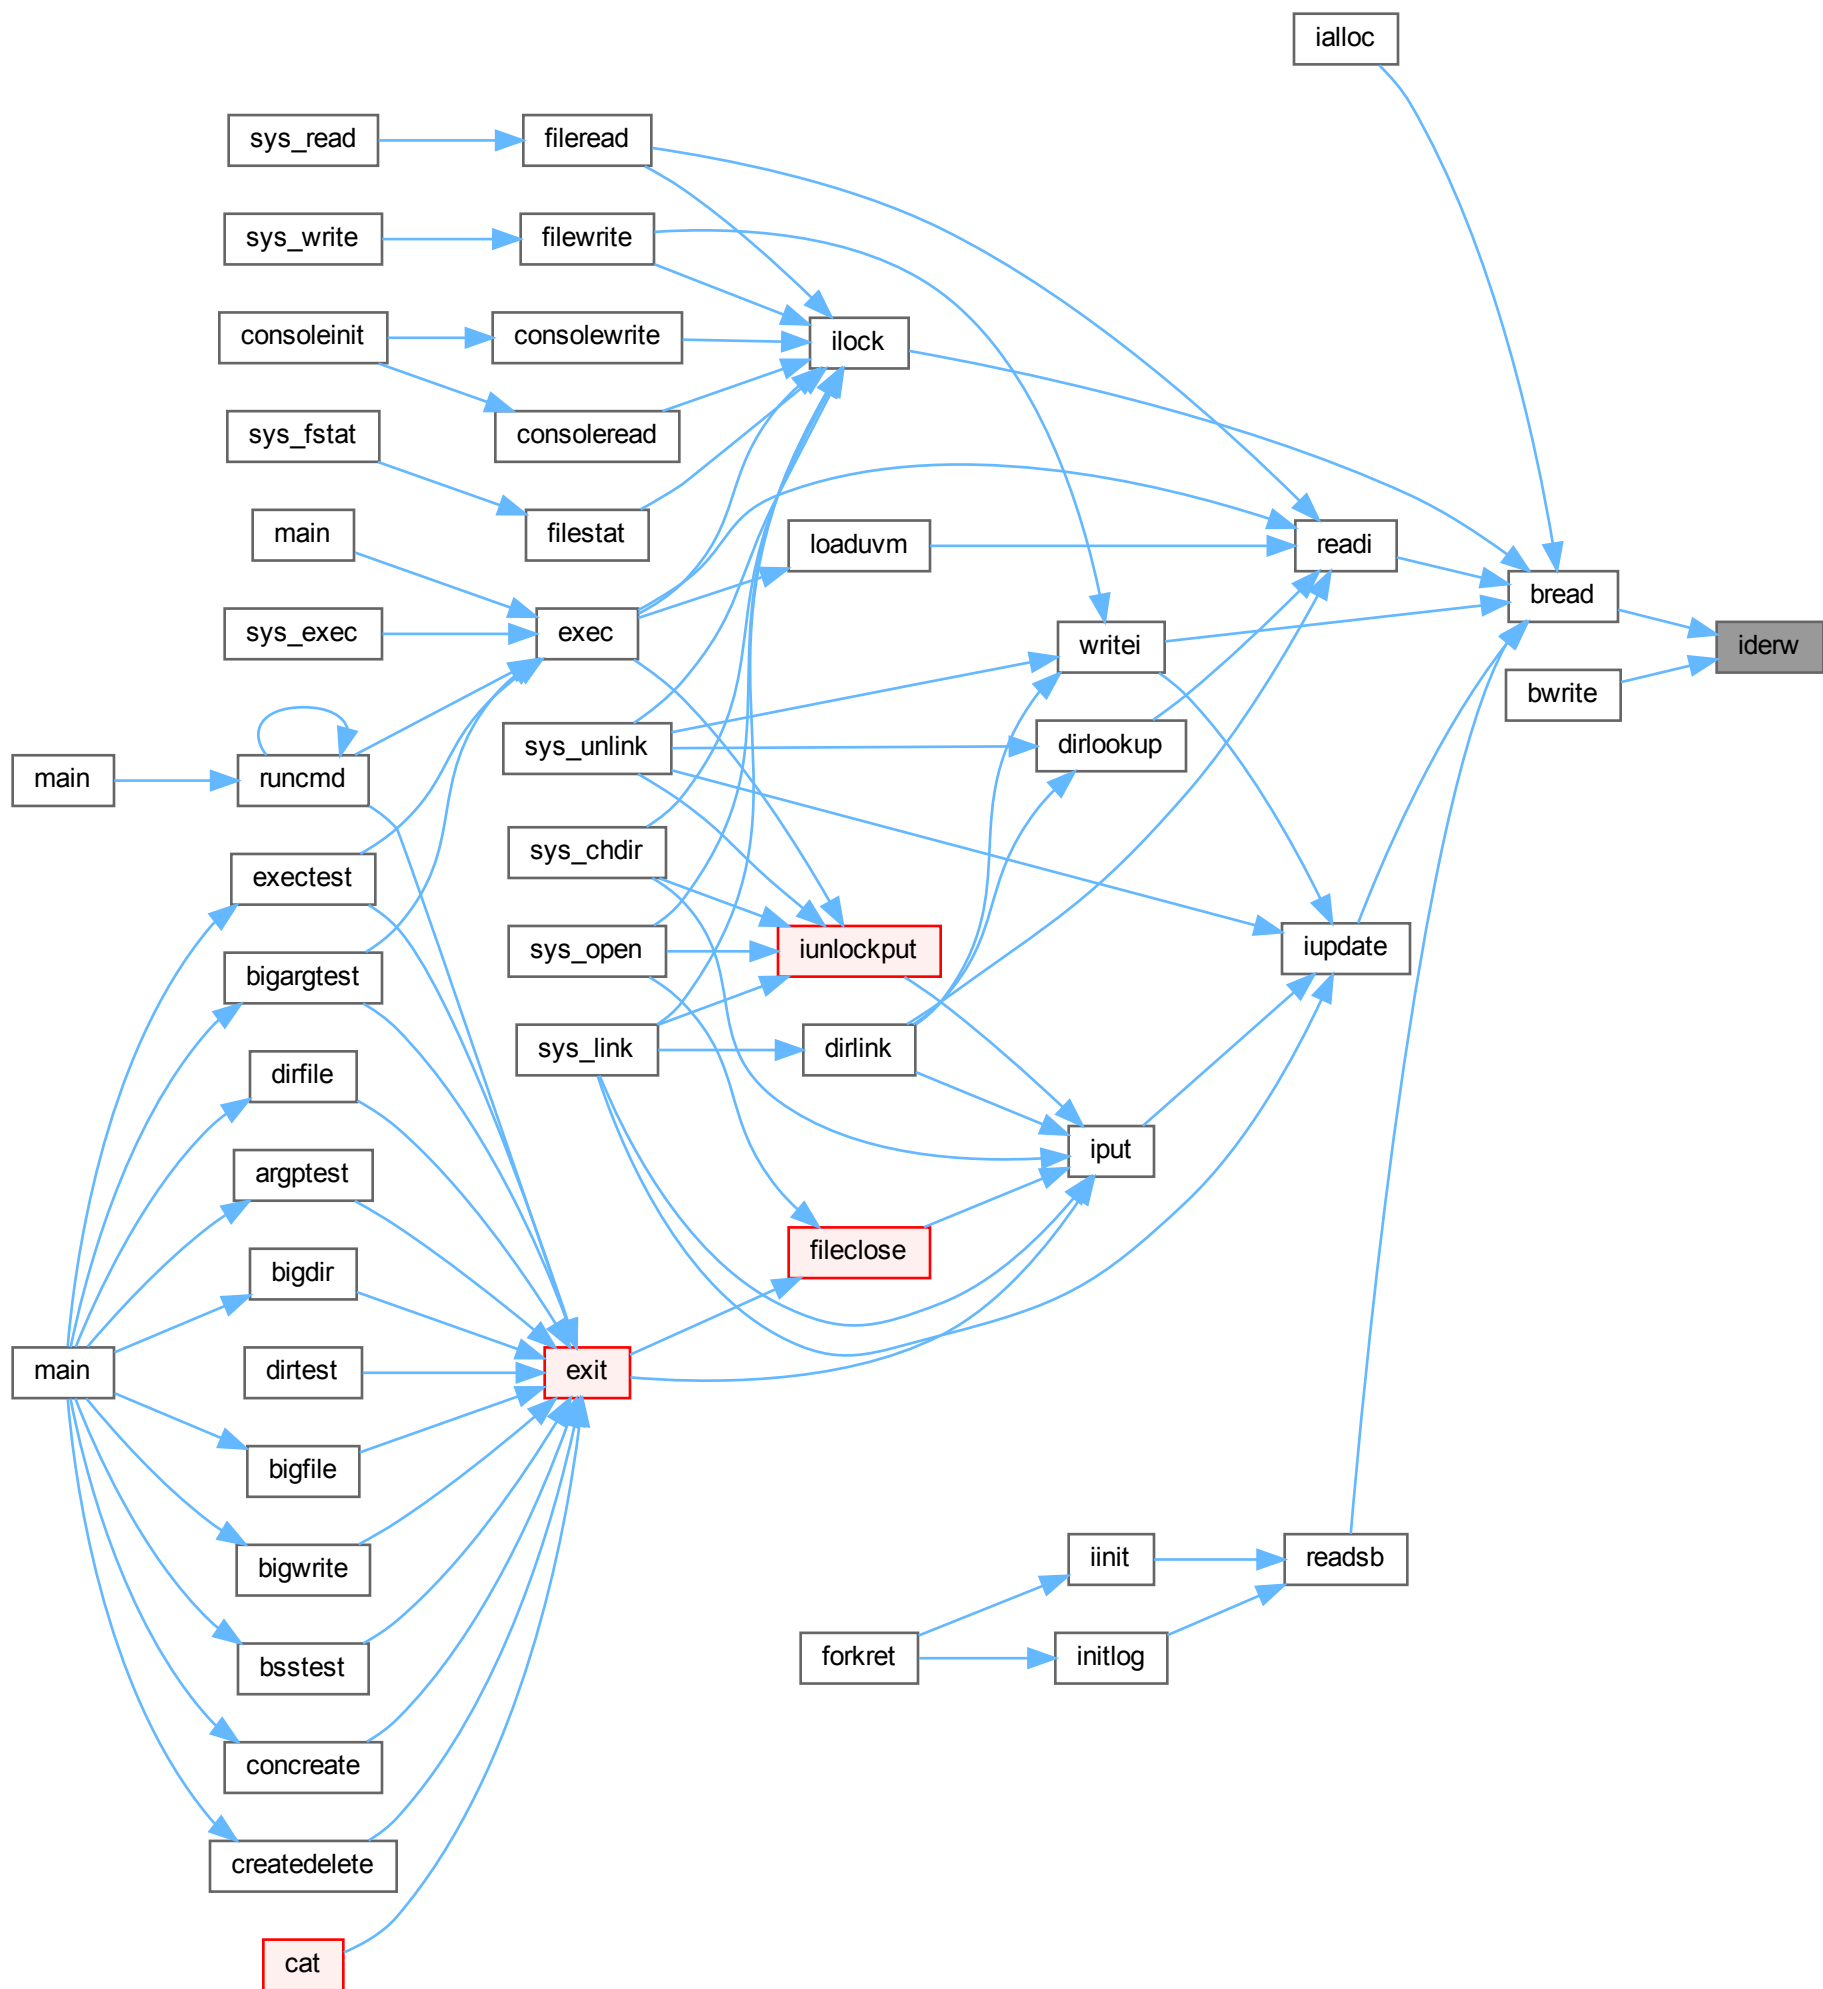 ialloc
sys_read
fileread
sys_write
filewrite
consoleinit
consolewrite
ilock
sys_fstat
consoleread
main
filestat
loaduvm
readi
bread
sys_exec
exec
writei
iderw
bwrite
main
runcmd
sys_unlink
dirlookup
exectest
sys_chdir
bigargtest
sys_open
iunlockput
iupdate
dirfile
sys_link
dirlink
argptest
iput
bigdir
fileclose
main
dirtest
exit
bigfile
bigwrite
iinit
readsb
bsstest
forkret
initlog
concreate
createdelete
cat